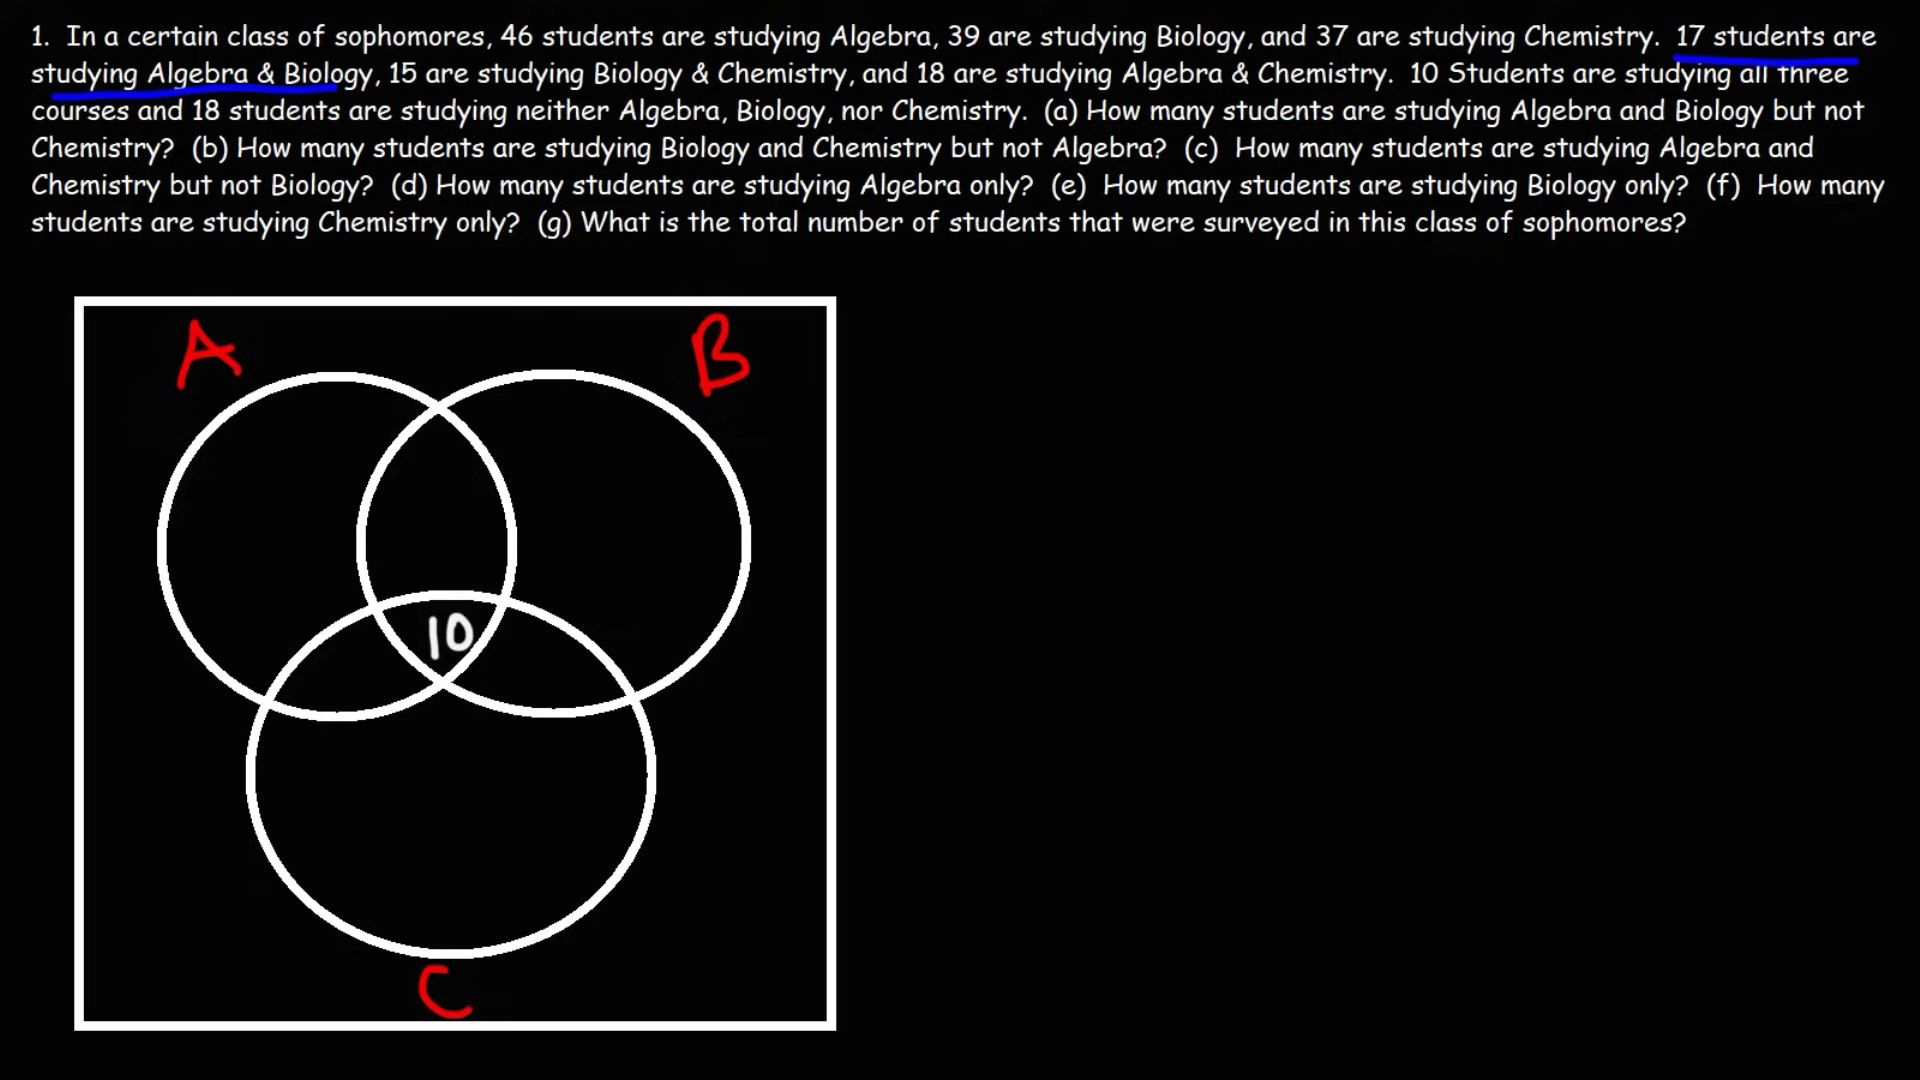 1. In a certain class of sophomores, 46 students are studying Algebra, 39 are studying Biology, and 37 are studying Chemistry. 17 students are
studying Algebra & Biology, 15 are studying Biology & Chemistry, and 18 are studying Algebra & Chemistry. 10 Students are studying all three
courses and 18 students are studying neither Algebra, Biology, nor Chemistry. (a) How many students are studying Algebra and Biology but not
Chemistry? (b) How many students are studying Biology and Chemistry but not Algebra? (c) How many students are studying Algebra and
Chemistry but not Biology? (d) How many students are studying Algebra only? (e) How many students are studying Biology only? (f) How many
students are studying Chemistry only? (g) What is the total number of students that were surveyed in this class of sophomores?
A
B
10
C